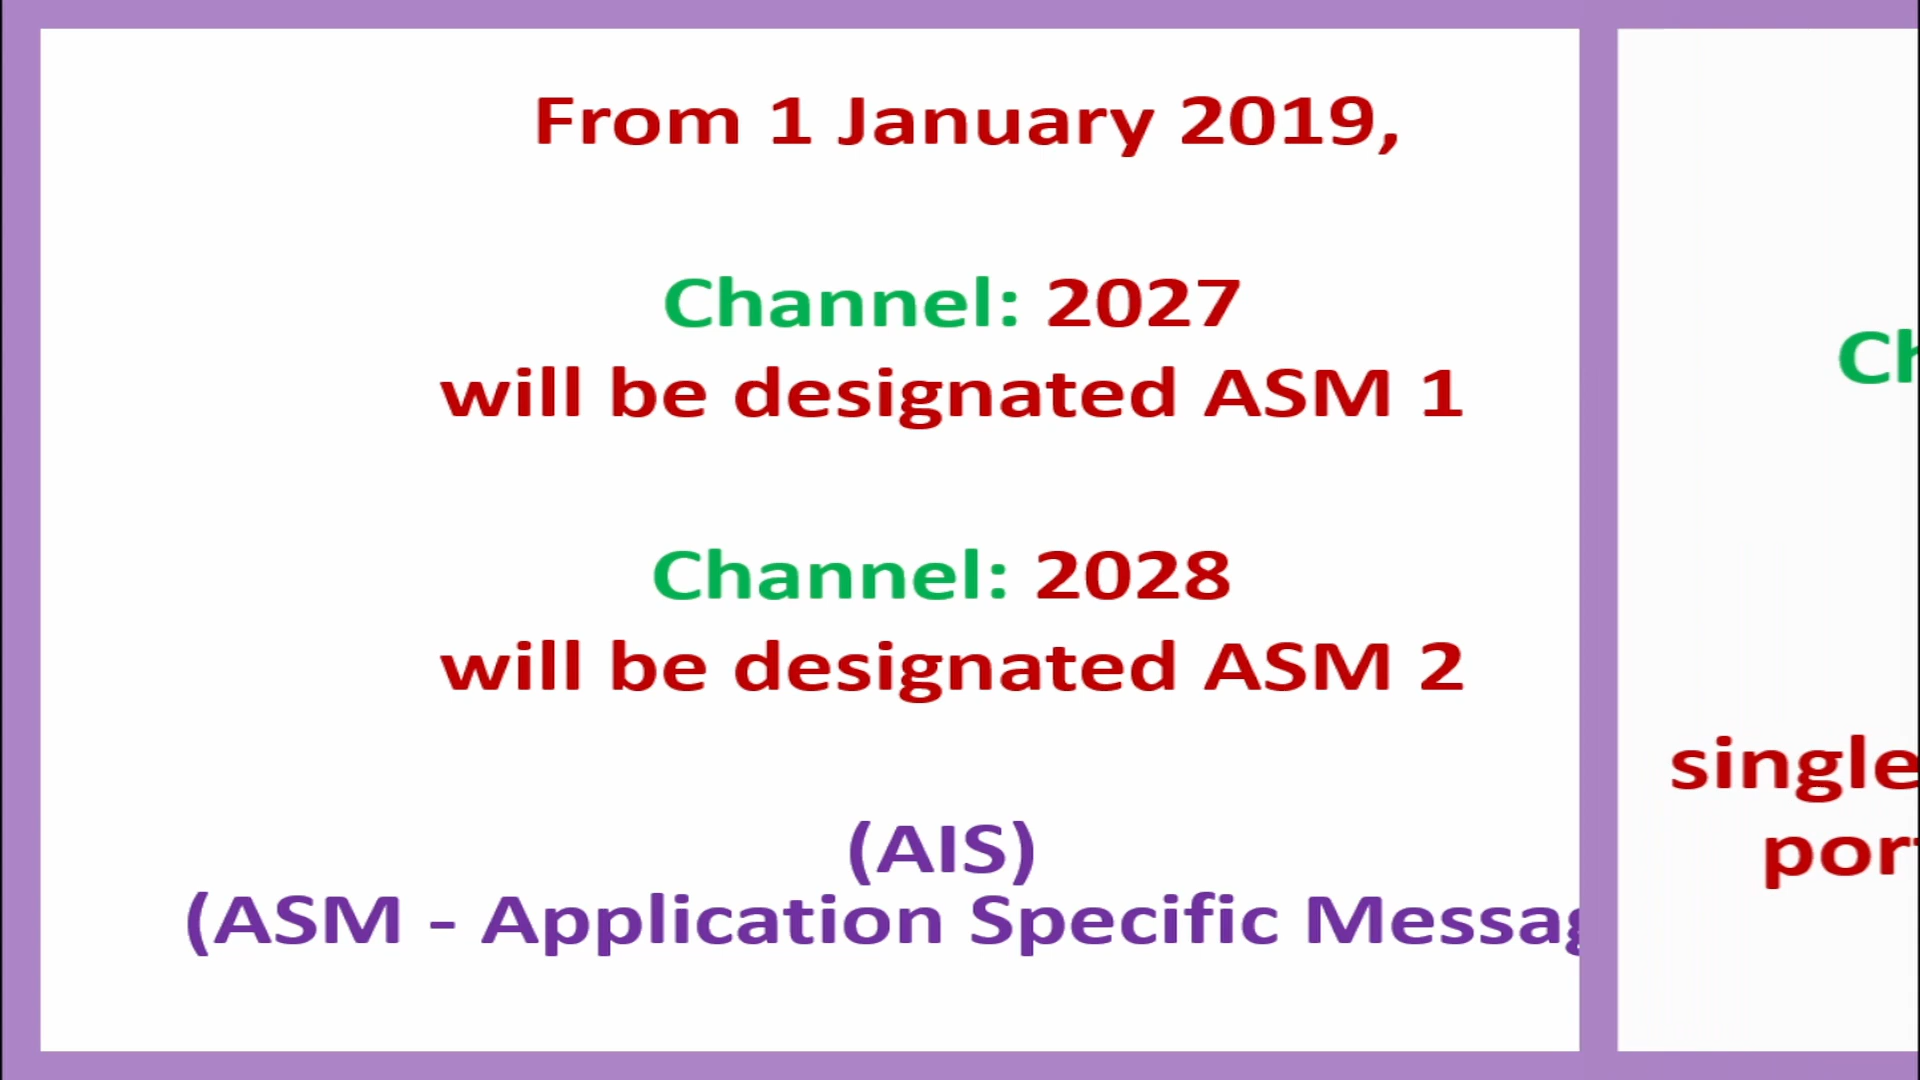 From 1 January 2019,
Channel: 2027
will be designated ASM 1
Channel: 2028
will be designated ASM 2
(AIS)
(ASM - Application Specific
single